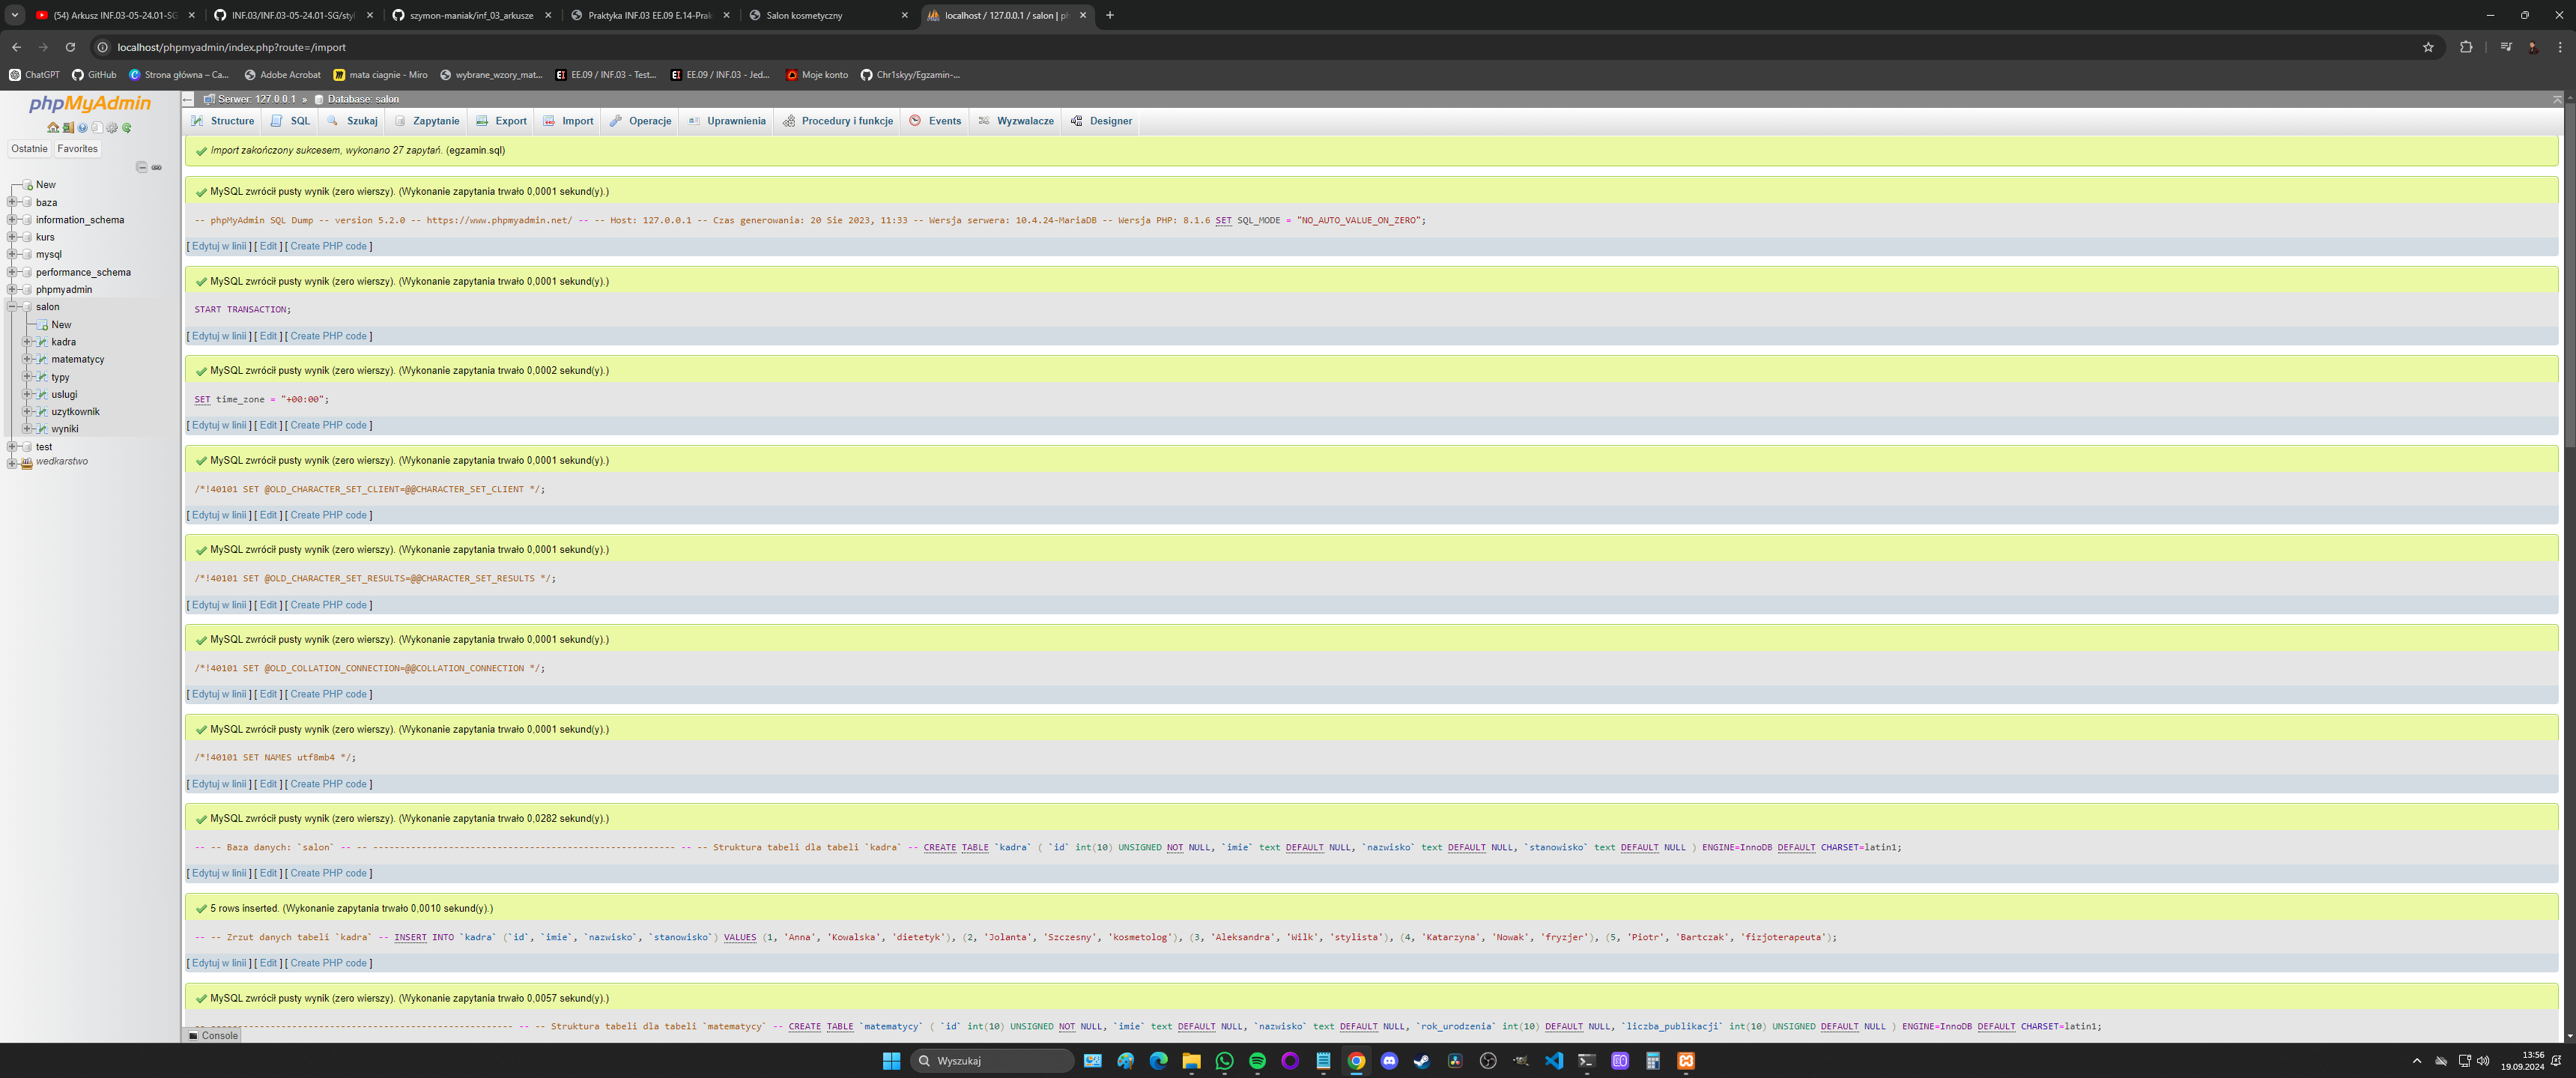 (54) Arkusz INF.03-05-24.01-SG
INF.03/INF.03-05-24.01-SG/styl
szymon-maniak/inf_03_arkusze
Praktyka INF.03 EE.09 E.14-Prak
Salon kosmetyczny
localhost / 127.0.0.1 / salon | ph
localhost/phpmyadmin/index.php?route=/import
ChatGPT
GitHub
Strona główna – Ca...
Adobe Acrobat
mata ciagnie - Miro
wybrane_wzory_mat...
EE.09 / INF.03 - Test...
EE.09 / INF.03 - Jed...
Moje konto
Chr1skyy/Egzamin-...
phpMyAdmin
Ostatnie
Favorites
New
baza
information_schema
kurs
mysql
performance_schema
phpmyadmin
salon
New
kadra
matematycy
typy
uslugi
uzytkownik
wyniki
test
wedkarstwo
Serwer: 127.0.0.1 » Database: salon
Structure SQL Szukaj Zapytanie Export Import Operacje Uprawnienia Procedury i funkcje Events Wyzwalacze Designer
Import zakończony sukcesem, wykonano 27 zapytań. (egzamin.sql)
MySQL zwrócił pusty wynik (zero wierszy). (Wykonanie zapytania trwało 0,0001 sekund(y).)
-- phpMyAdmin SQL Dump -- version 5.2.0 -- https://www.phpmyadmin.net/ -- -- Host: 127.0.0.1 -- Czas generowania: 20 Sie 2023, 11:33 -- Wersja serwera: 10.4.24-MariaDB -- Wersja PHP: 8.1.6 SET SQL_MODE = "NO_AUTO_VALUE_ON_ZERO";
[ Edytuj w linii ] [ Edit ] [ Create PHP code ]
MySQL zwrócił pusty wynik (zero wierszy). (Wykonanie zapytania trwało 0,0001 sekund(y).)
START TRANSACTION;
[ Edytuj w linii ] [ Edit ] [ Create PHP code ]
MySQL zwrócił pusty wynik (zero wierszy). (Wykonanie zapytania trwało 0,0002 sekund(y).)
SET time_zone = "+00:00";
[ Edytuj w linii ] [ Edit ] [ Create PHP code ]
MySQL zwrócił pusty wynik (zero wierszy). (Wykonanie zapytania trwało 0,0001 sekund(y).)
/*!40101 SET @OLD_CHARACTER_SET_CLIENT=@@CHARACTER_SET_CLIENT */;
[ Edytuj w linii ] [ Edit ] [ Create PHP code ]
MySQL zwrócił pusty wynik (zero wierszy). (Wykonanie zapytania trwało 0,0001 sekund(y).)
/*!40101 SET @OLD_CHARACTER_SET_RESULTS=@@CHARACTER_SET_RESULTS */;
[ Edytuj w linii ] [ Edit ] [ Create PHP code ]
MySQL zwrócił pusty wynik (zero wierszy). (Wykonanie zapytania trwało 0,0001 sekund(y).)
/*!40101 SET @OLD_COLLATION_CONNECTION=@@COLLATION_CONNECTION */;
[ Edytuj w linii ] [ Edit ] [ Create PHP code ]
MySQL zwrócił pusty wynik (zero wierszy). (Wykonanie zapytania trwało 0,0001 sekund(y).)
/*!40101 SET NAMES utf8mb4 */;
[ Edytuj w linii ] [ Edit ] [ Create PHP code ]
MySQL zwrócił pusty wynik (zero wierszy). (Wykonanie zapytania trwało 0,0282 sekund(y).)
-- -- Baza danych: `salon` -- -- -------------------------------------------------------- -- -- Struktura tabeli dla tabeli `kadra` -- CREATE TABLE `kadra` ( `id` int(10) UNSIGNED NOT NULL, `imie` text DEFAULT NULL, `nazwisko` text DEFAULT NULL, `stanowisko` text DEFAULT NULL ) ENGINE=InnoDB DEFAULT CHARSET=latin1;
[ Edytuj w linii ] [ Edit ] [ Create PHP code ]
5 rows inserted. (Wykonanie zapytania trwało 0,0010 sekund(y).)
-- -- Zrzut danych tabeli `kadra` -- INSERT INTO `kadra` (`id`, `imie`, `nazwisko`, `stanowisko`) VALUES (1, 'Anna', 'Kowalska', 'dietetyk'), (2, 'Jolanta', 'Szczesny', 'kosmetolog'), (3, 'Aleksandra', 'Wilk', 'stylista'), (4, 'Katarzyna', 'Nowak', 'fryzjer'), (5, 'Piotr', 'Bartczak', 'fizjoterapeuta');
[ Edytuj w linii ] [ Edit ] [ Create PHP code ]
MySQL zwrócił pusty wynik (zero wierszy). (Wykonanie zapytania trwało 0,0057 sekund(y).)
-- -------------------------------------------------------- -- -- Struktura tabeli dla tabeli `matematycy` -- CREATE TABLE `matematycy` ( `id` int(10) UNSIGNED NOT NULL, `imie` text DEFAULT NULL, `nazwisko` text DEFAULT NULL, `rok_urodzenia` int(10) DEFAULT NULL, `liczba_publikacji` int(10) UNSIGNED DEFAULT NULL ) ENGINE=InnoDB DEFAULT CHARSET=latin1;
Console
Wyszukaj
13:56
19.09.2024